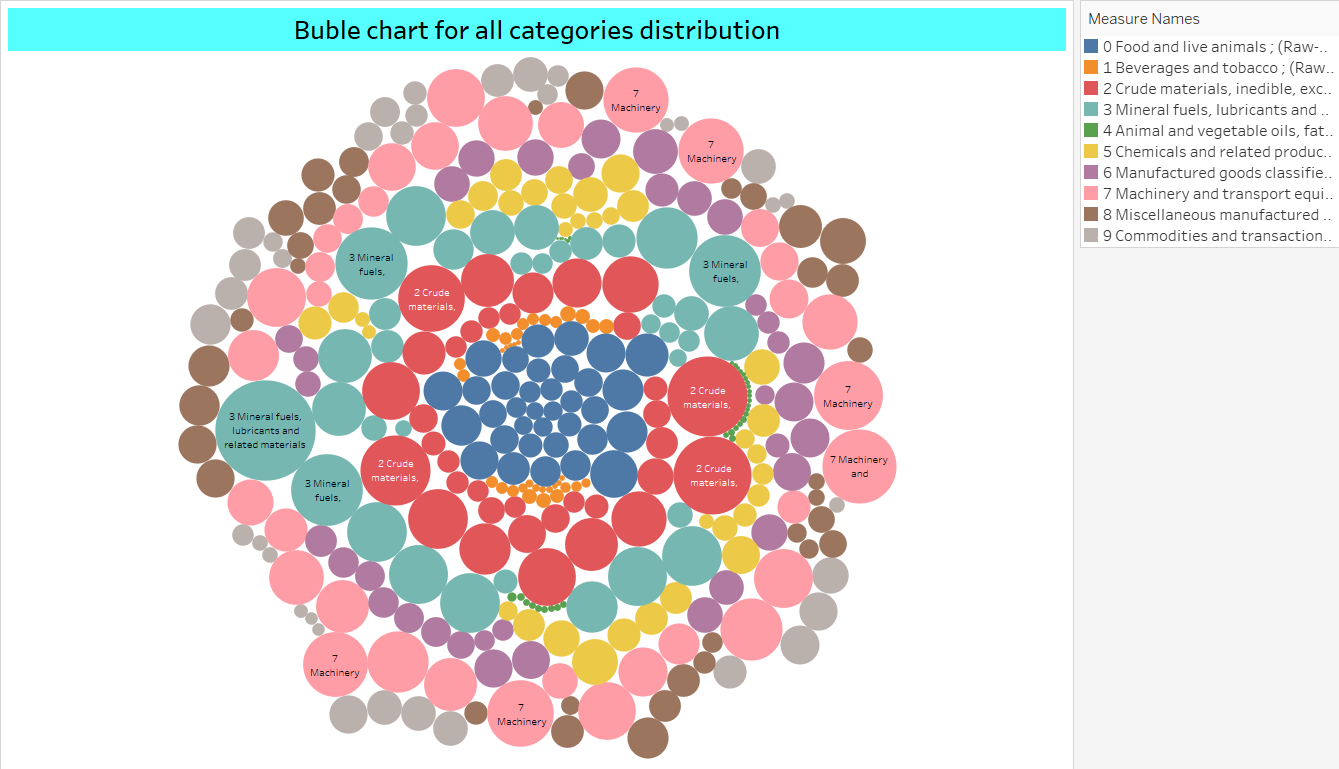 Buble chart for all categories distribution
Measure Names
0 Food and live animals ; (Raw-..
1 Beverages and tobacco ; (Raw..
2 Crude materials, inedible, exc..
3 Mineral fuels, lubricants and ..
4 Animal and vegetable oils, fat..
5 Chemicals and related produc..
6 Manufactured goods classifie..
7 Machinery and transport equi..
8 Miscellaneous manufactured ..
9 Commodities and transaction..
7
Machinery
7
Machinery
3 Mineral
fuels,
3 Mineral
fuels,
2 Crude
materials,
2 Crude
materials,
7
Machinery
3 Mineral fuels,
lubricants and
related materials
2 Crude
materials,
2 Crude
materials,
7 Machinery
and
3 Mineral
fuels,
7
Machinery
7
Machinery